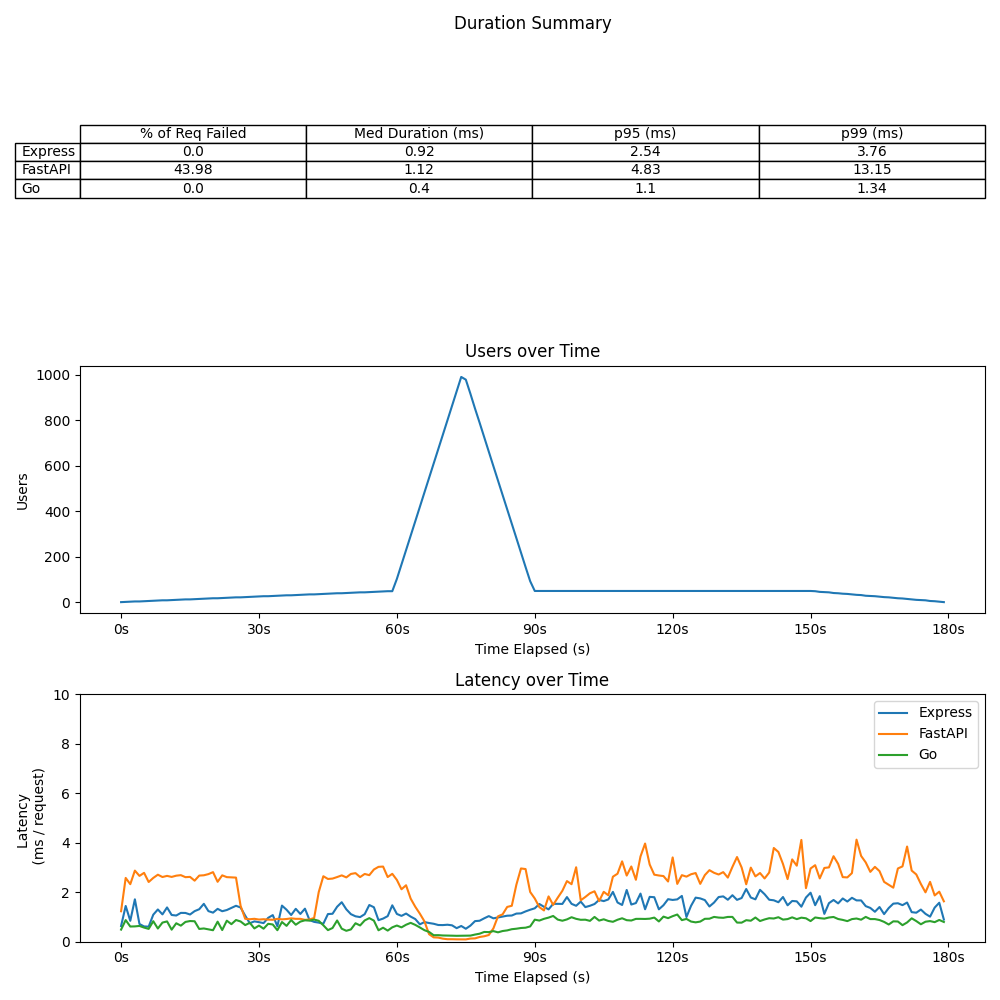 Duration Summary
% of Req Failed Med Duration (ms) p95 (ms) p99 (ms)
Express 0.0 0.92 2.54 3.76
FastAPI 43.98 1.12 4.83 13.15
Go 0.0 0.4 1.1 1.34
Users over Time
1000
800
600
400
200
0
Users
0s 30s 60s 90s 120s 150s 180s
Time Elapsed (s)
Latency over Time
10
8
6
4
2
0
Latency
(ms / request)
Express
FastAPI
Go
0s 30s 60s 90s 120s 150s 180s
Time Elapsed (s)